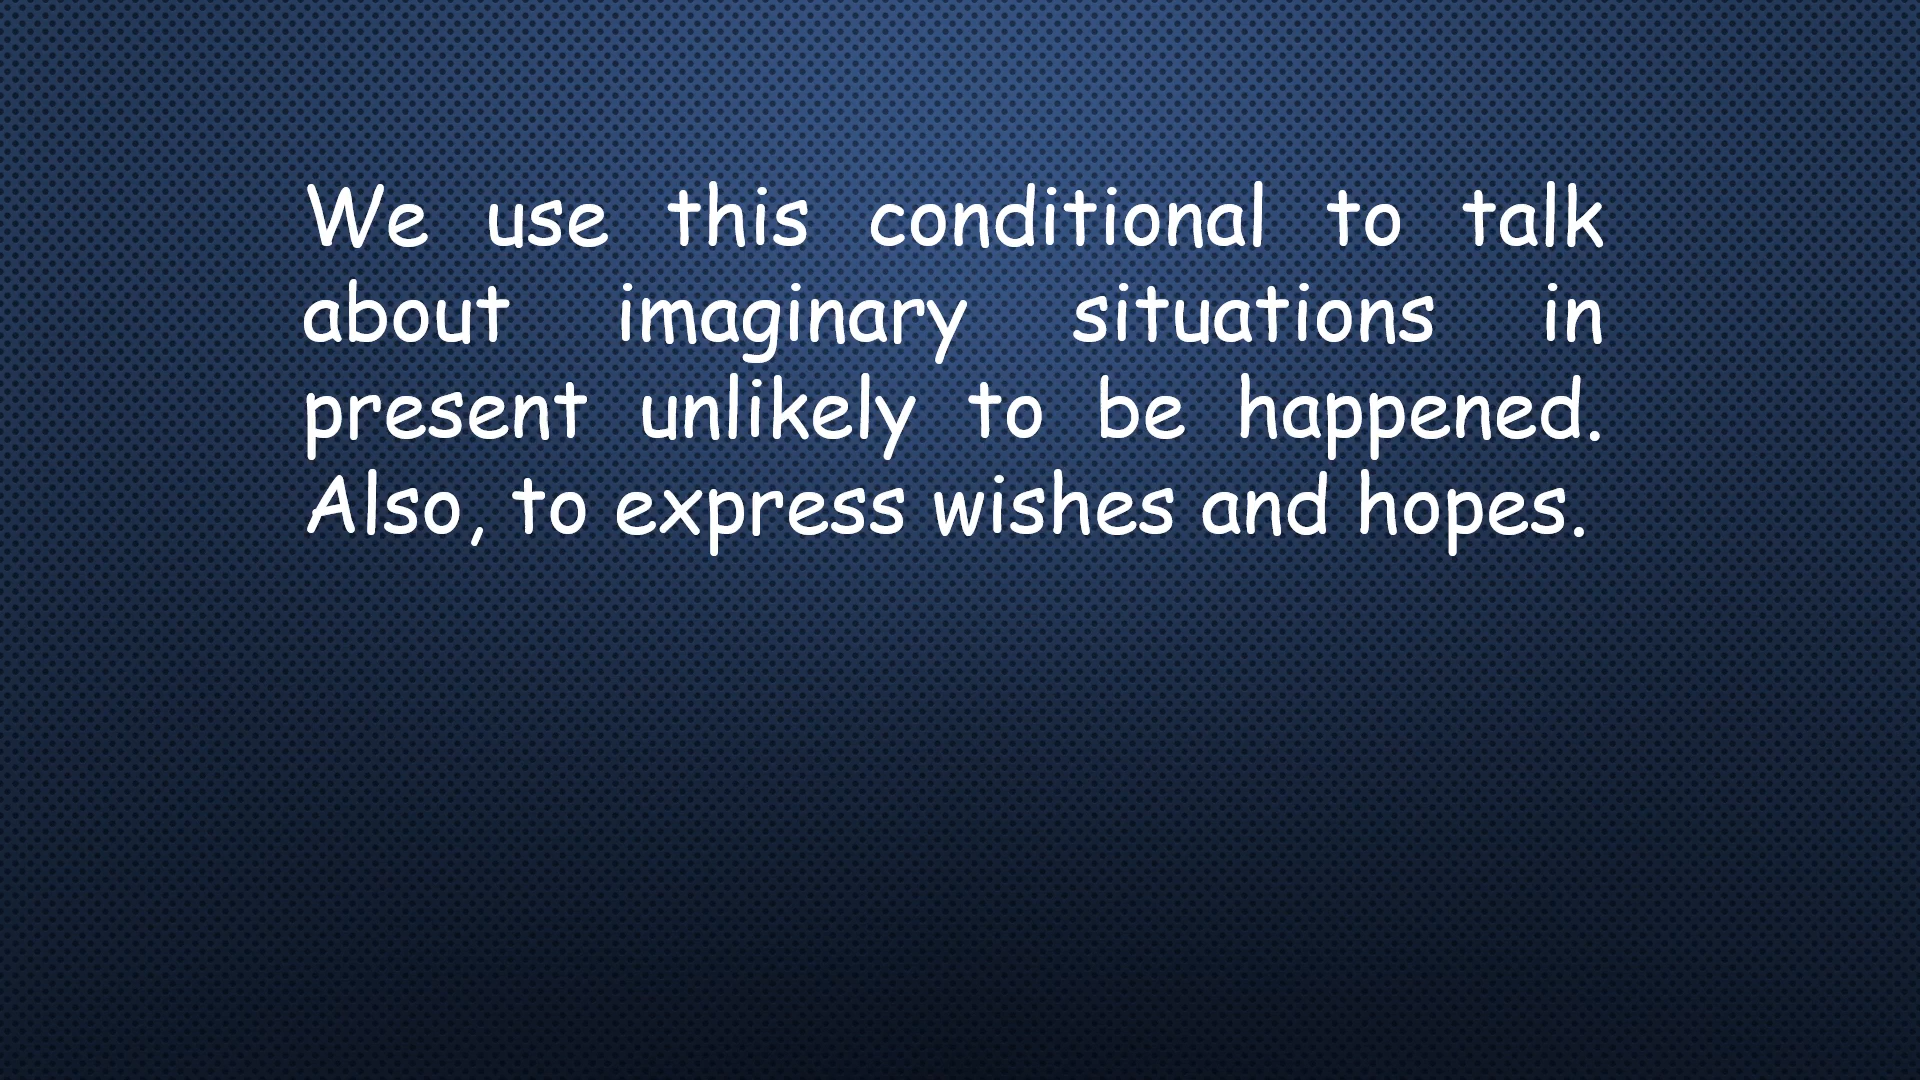 We use this conditional to talk
about imaginary situations in
present unlikely to be happened.
Also, to express wishes and hopes.